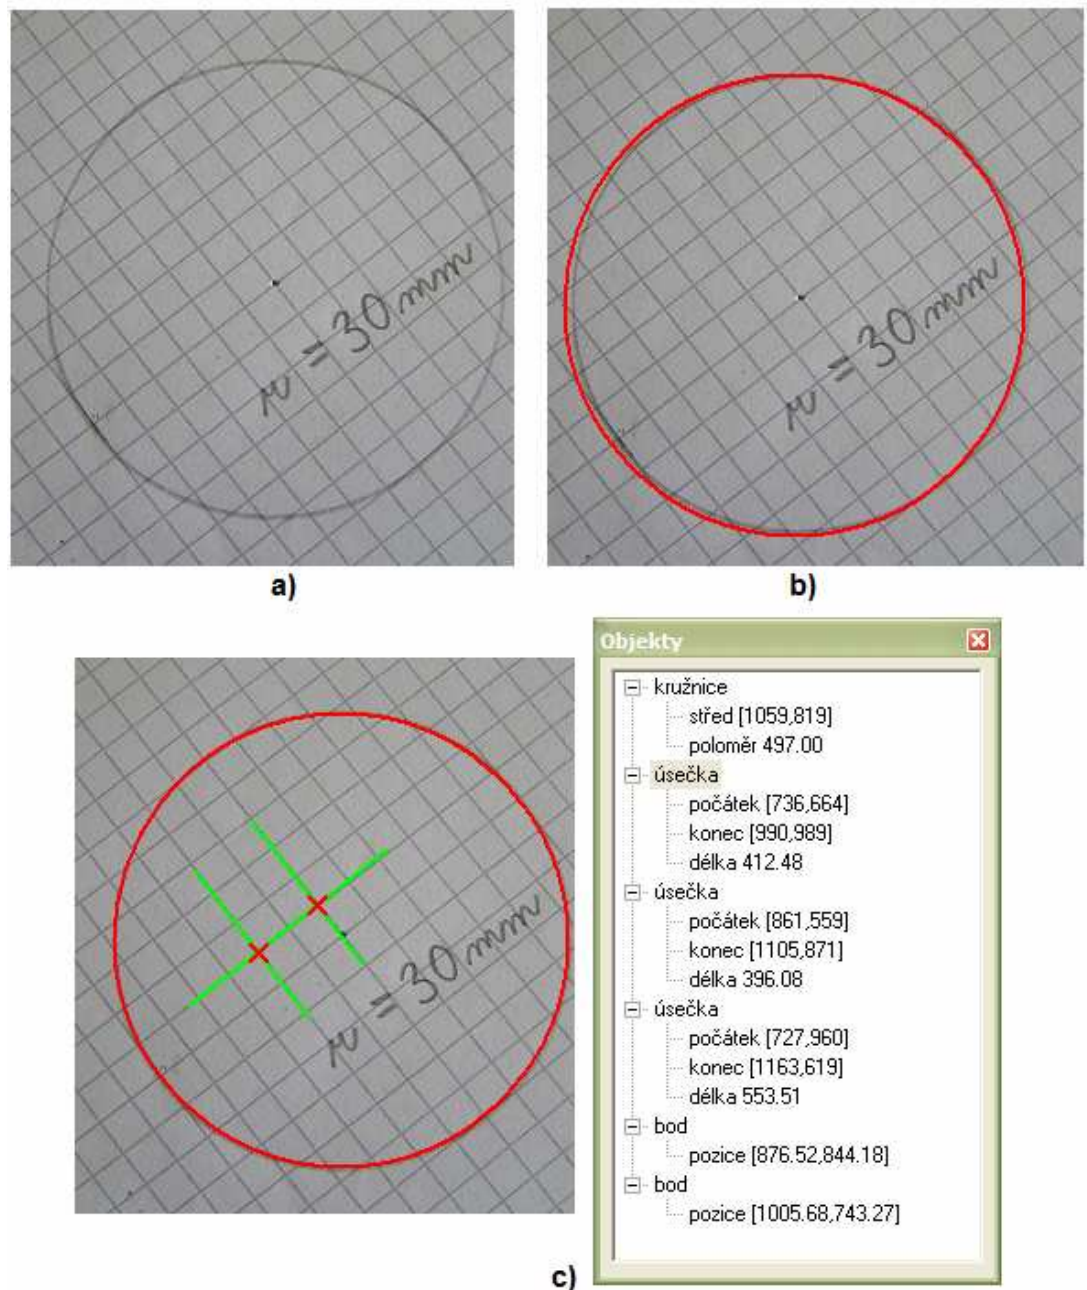 r = 30 mm
r = 30 mm
a)
b)
r = 30 mm
Objekty
kružnice
střed [1059,819]
poloměr 497.00
úsečka
počátek [736,664]
konec [990,989]
délka 412.48
úsečka
počátek [861,559]
konec [1105,871]
délka 396.08
úsečka
počátek [727,960]
konec [1163,619]
délka 553.51
bod
pozice [876.52,844.18]
bod
pozice [1005.68,743.27]
c)